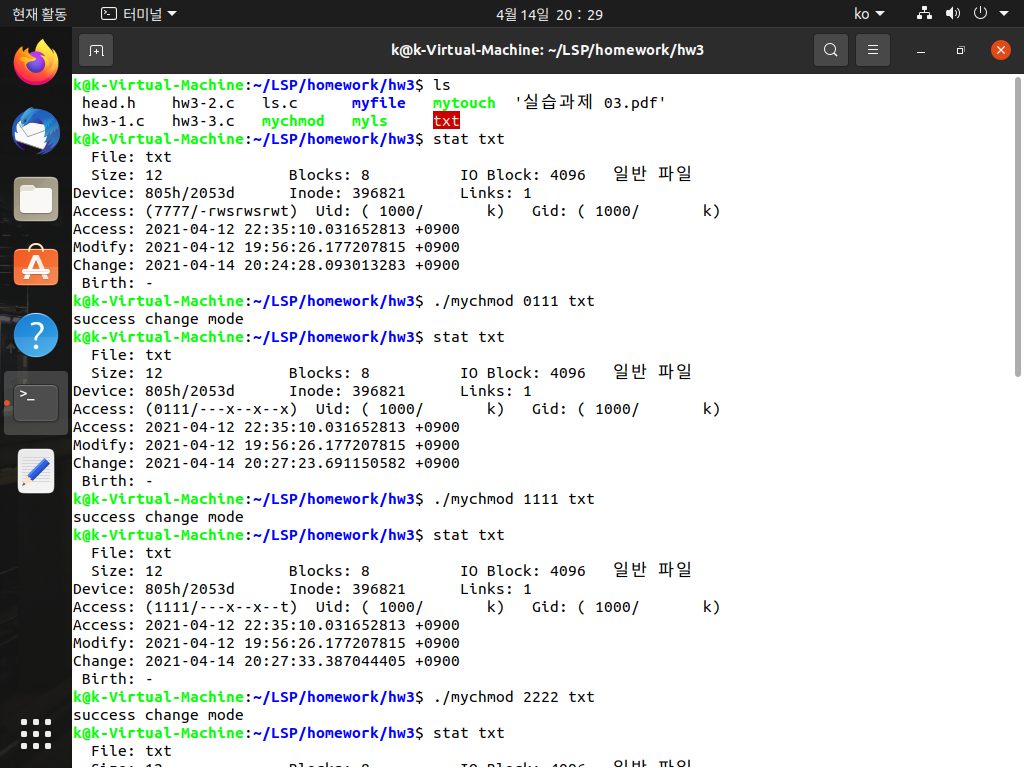 현재 활동 터미널 4월 14일 20 : 29 ko
k@k-Virtual-Machine: ~/LSP/homework/hw3
k@k-Virtual-Machine:~/LSP/homework/hw3$ ls
head.h hw3-2.c ls.c myfile mytouch '실습과제 03.pdf'
hw3-1.c hw3-3.c mychmod myls txt
k@k-Virtual-Machine:~/LSP/homework/hw3$ stat txt
File: txt
Size: 12 Blocks: 8 IO Block: 4096 일반 파일
Device: 805h/2053d Inode: 396821 Links: 1
Access: (7777/-rwsrwsrwt) Uid: ( 1000/ k) Gid: ( 1000/ k)
Access: 2021-04-12 22:35:10.031652813 +0900
Modify: 2021-04-12 19:56:26.177207815 +0900
Change: 2021-04-14 20:24:28.093013283 +0900
Birth: -
k@k-Virtual-Machine:~/LSP/homework/hw3$ ./mychmod 0111 txt
success change mode
k@k-Virtual-Machine:~/LSP/homework/hw3$ stat txt
File: txt
Size: 12 Blocks: 8 IO Block: 4096 일반 파일
Device: 805h/2053d Inode: 396821 Links: 1
Access: (0111/---x--x--x) Uid: ( 1000/ k) Gid: ( 1000/ k)
Access: 2021-04-12 22:35:10.031652813 +0900
Modify: 2021-04-12 19:56:26.177207815 +0900
Change: 2021-04-14 20:27:23.691150582 +0900
Birth: -
k@k-Virtual-Machine:~/LSP/homework/hw3$ ./mychmod 1111 txt
success change mode
k@k-Virtual-Machine:~/LSP/homework/hw3$ stat txt
File: txt
Size: 12 Blocks: 8 IO Block: 4096 일반 파일
Device: 805h/2053d Inode: 396821 Links: 1
Access: (1111/---x--x--t) Uid: ( 1000/ k) Gid: ( 1000/ k)
Access: 2021-04-12 22:35:10.031652813 +0900
Modify: 2021-04-12 19:56:26.177207815 +0900
Change: 2021-04-14 20:27:33.387044405 +0900
Birth: -
k@k-Virtual-Machine:~/LSP/homework/hw3$ ./mychmod 2222 txt
success change mode
k@k-Virtual-Machine:~/LSP/homework/hw3$ stat txt
File: txt
Size: 12 Blocks: 8 IO Block: 4096 일반 파일